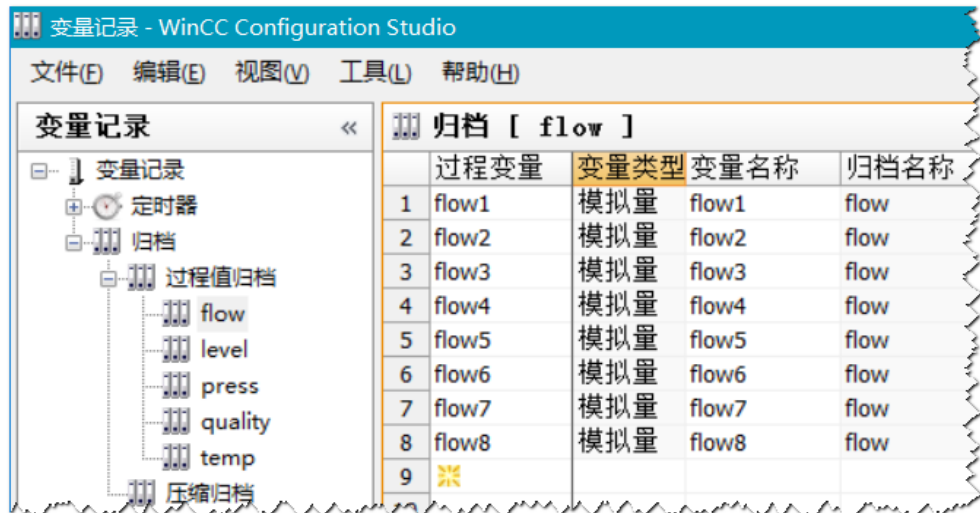 变量记录 - WinCC Configuration Studio
文件(F) 编辑(E) 视图(V) 工具(L) 帮助(H)
变量记录 «
变量记录
定时器
归档
过程值归档
flow
level
press
quality
temp
压缩归档
归档 [ flow ]
过程变量 变量类型 变量名称 归档名称
1 flow1 模拟量 flow1 flow
2 flow2 模拟量 flow2 flow
3 flow3 模拟量 flow3 flow
4 flow4 模拟量 flow4 flow
5 flow5 模拟量 flow5 flow
6 flow6 模拟量 flow6 flow
7 flow7 模拟量 flow7 flow
8 flow8 模拟量 flow8 flow
9